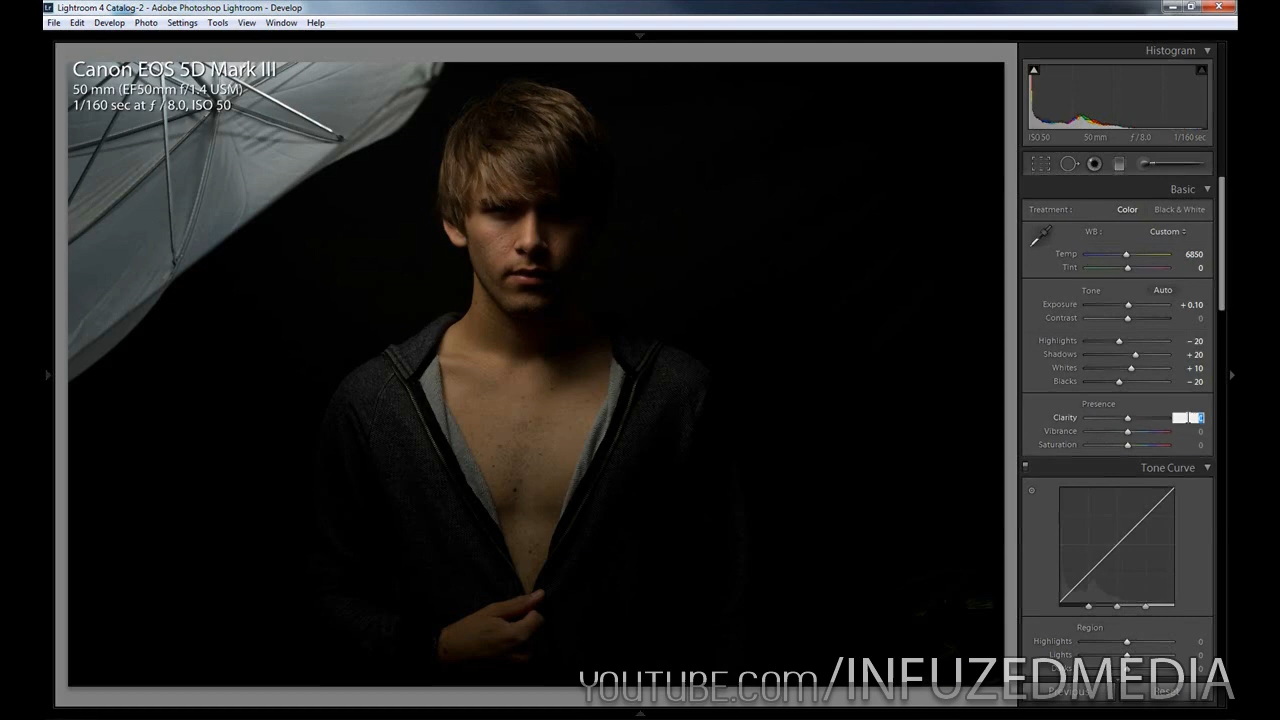 Lightroom 4 Catalog-2 - Adobe Photoshop Lightroom - Develop
File Edit Develop Photo Settings Tools View Window Help
Canon EOS 5D Mark III
50 mm (EF50mm f/1.4 USM)
1/160 sec at ƒ / 8.0, ISO 50
Histogram
ISO 50 50 mm ƒ / 8.0 1/160 sec
Basic
Treatment : Color Black & White
WB : Custom
Temp 6850
Tint 0
Tone Auto
Exposure + 0.10
Contrast 0
Highlights − 20
Shadows + 20
Whites + 10
Blacks − 20
Presence
Clarity
Vibrance 0
Saturation 0
Tone Curve
Region
Highlights 0
Lights 0
YOUTUBE.COM/INFUZEDMEDIA
Previous Reset